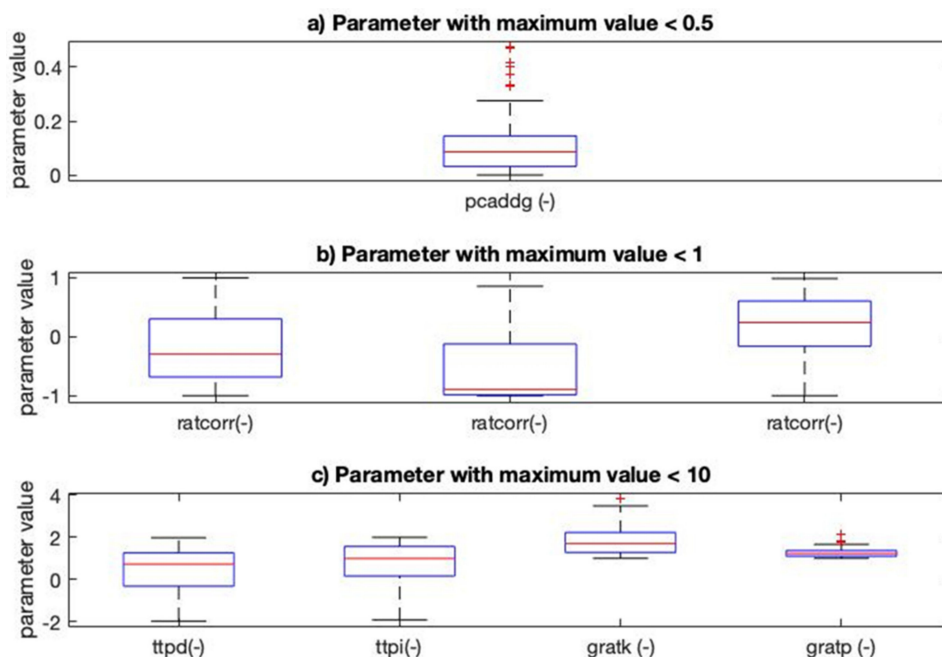 a) Parameter with maximum value < 0.5
parameter value
0.4
0.2
0
pcaddg (-)
b) Parameter with maximum value < 1
parameter value
1
0
-1
ratcorr(-) ratcorr(-) ratcorr(-)
c) Parameter with maximum value < 10
parameter value
4
2
0
-2
ttpd(-) ttpi(-) gratk (-) gratp (-)